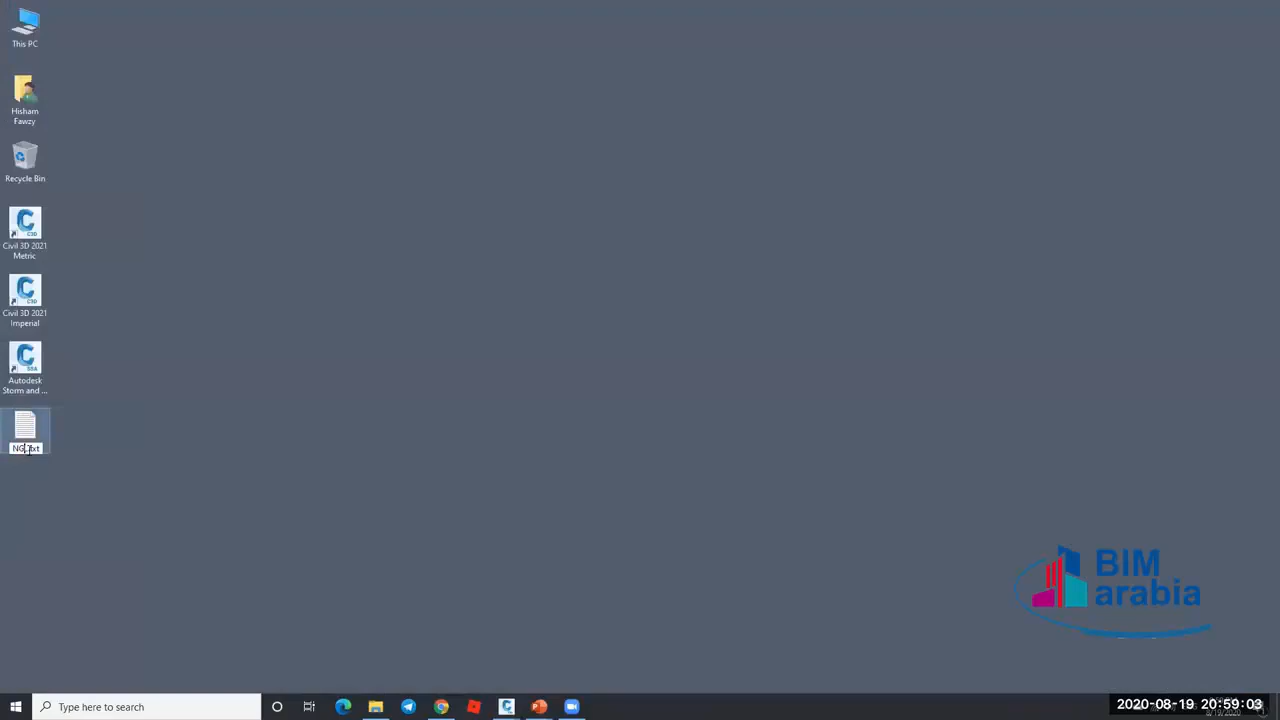 This PC
Hisham
Fawzy
Recycle Bin
Civil 3D 2021
Metric
Civil 3D 2021
Imperial
Autodesk
Storm and ...
BIM
arabia
Type here to search
2020-08-19 20:59:03